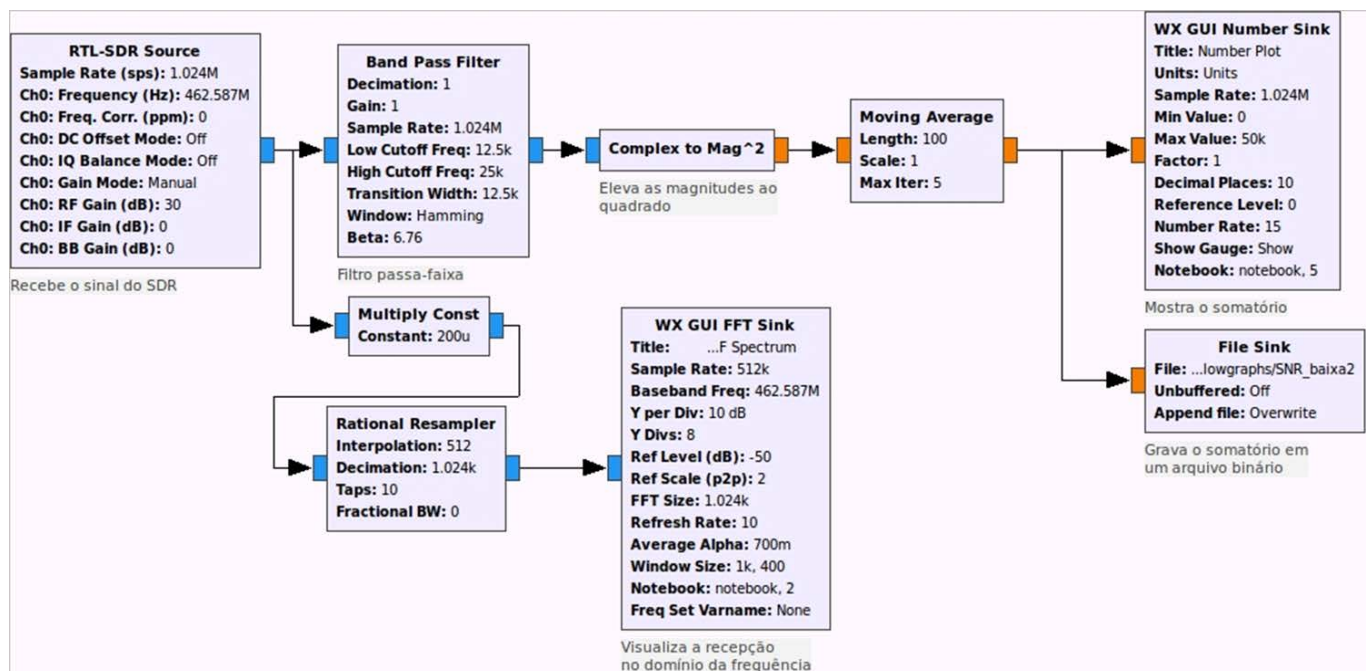 RTL-SDR Source
Sample Rate (sps): 1.024M
Ch0: Frequency (Hz): 462.587M
Ch0: Freq. Corr. (ppm): 0
Ch0: DC Offset Mode: Off
Ch0: IQ Balance Mode: Off
Ch0: Gain Mode: Manual
Ch0: RF Gain (dB): 30
Ch0: IF Gain (dB): 0
Ch0: BB Gain (dB): 0
Recebe o sinal do SDR
Band Pass Filter
Decimation: 1
Gain: 1
Sample Rate: 1.024M
Low Cutoff Freq: 12.5k
High Cutoff Freq: 25k
Transition Width: 12.5k
Window: Hamming
Beta: 6.76
Filtro passa-faixa
Complex to Mag^2
Eleva as magnitudes ao
quadrado
Moving Average
Length: 100
Scale: 1
Max Iter: 5
WX GUI Number Sink
Title: Number Plot
Units: Units
Sample Rate: 1.024M
Min Value: 0
Max Value: 50k
Factor: 1
Decimal Places: 10
Reference Level: 0
Number Rate: 15
Show Gauge: Show
Notebook: notebook, 5
Mostra o somatório
File Sink
File: ...lowgraphs/SNR_baixa2
Unbuffered: Off
Append file: Overwrite
Grava o somatório em
um arquivo binário
Multiply Const
Constant: 200u
Rational Resampler
Interpolation: 512
Decimation: 1.024k
Taps: 10
Fractional BW: 0
WX GUI FFT Sink
Title: ...F Spectrum
Sample Rate: 512k
Baseband Freq: 462.587M
Y per Div: 10 dB
Y Divs: 8
Ref Level (dB): -50
Ref Scale (p2p): 2
FFT Size: 1.024k
Refresh Rate: 10
Average Alpha: 700m
Window Size: 1k, 400
Notebook: notebook, 2
Freq Set Varname: None
Visualiza a recepção
no domínio da frequência